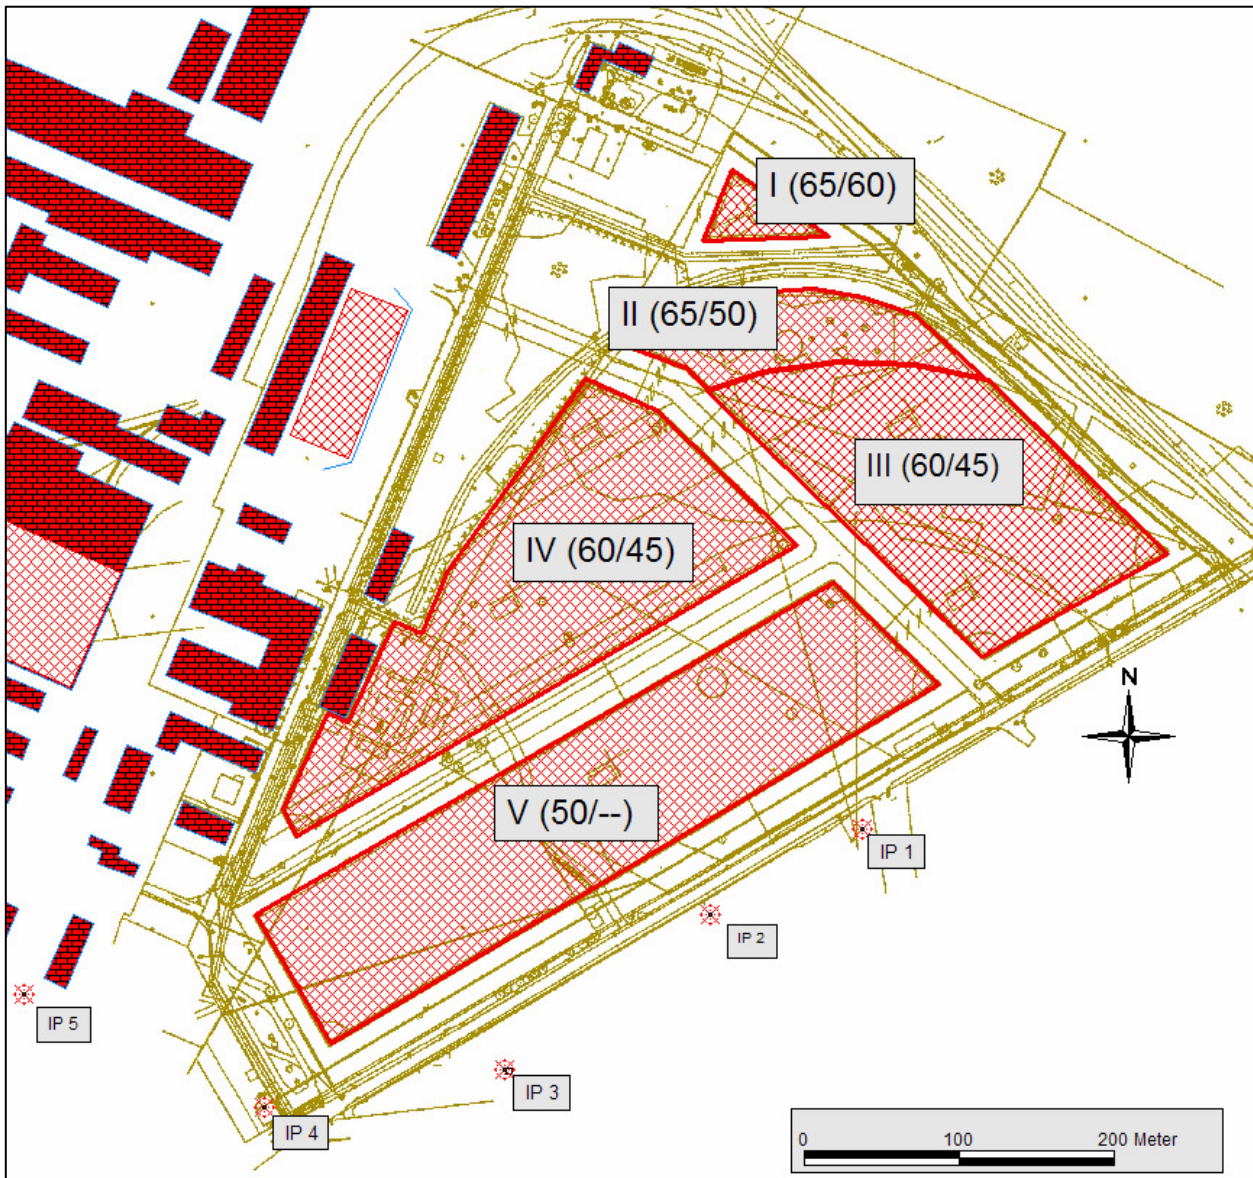 I (65/60)
II (65/50)
III (60/45)
IV (60/45)
N
V (50/--)
IP 1
IP 2
IP 5
IP 3
IP 4
0 100 200 Meter